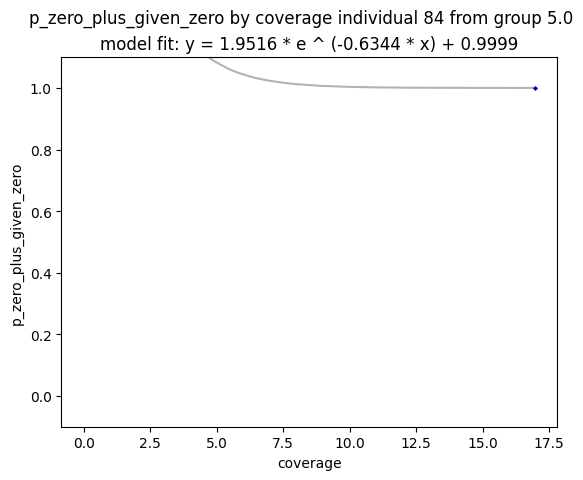 p_zero_plus_given_zero by coverage individual 84 from group 5.0
model fit: y = 1.9516 * e ^ (-0.6344 * x) + 0.9999
1.0
0.8
0.6
0.4
0.2
0.0
p_zero_plus_given_zero
0.0 2.5 5.0 7.5 10.0 12.5 15.0 17.5
coverage